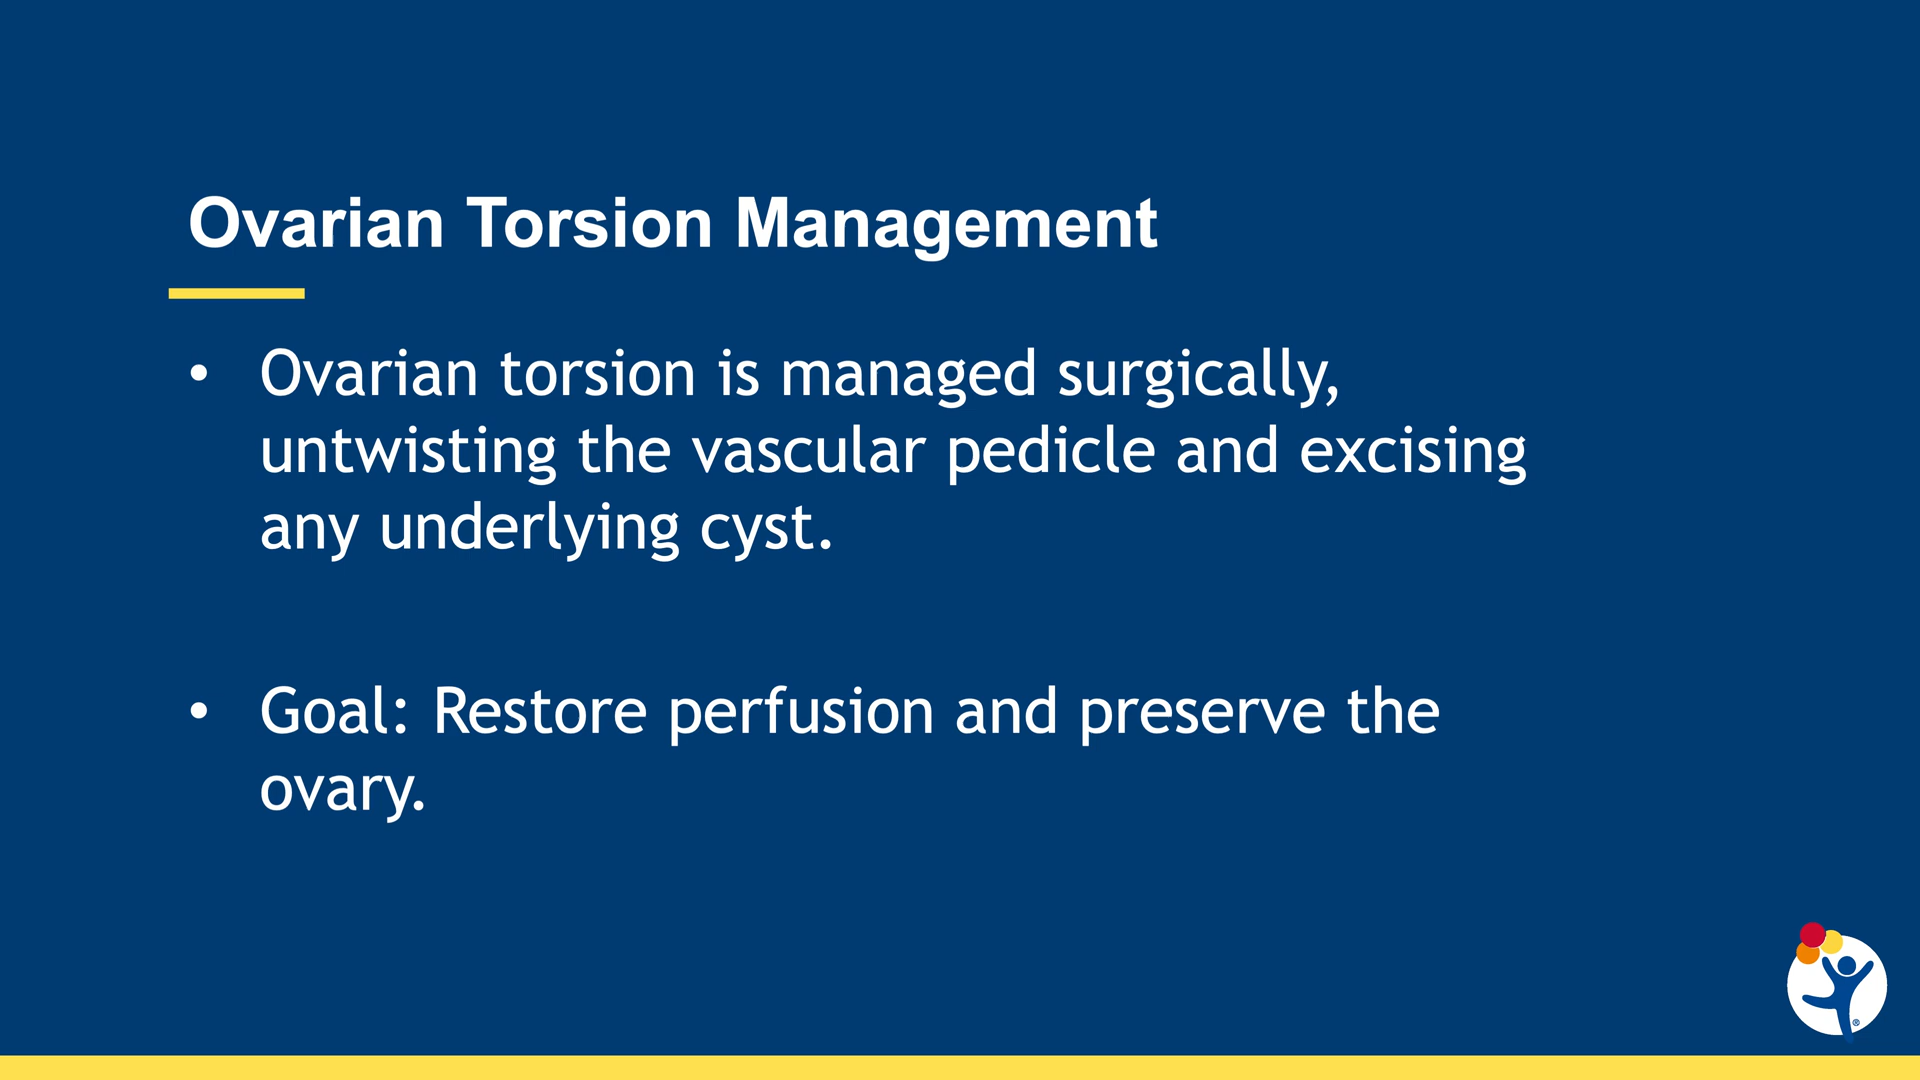 Ovarian Torsion Management
• Ovarian torsion is managed surgically,
untwisting the vascular pedicle and excising
any underlying cyst.
• Goal: Restore perfusion and preserve the
ovary.
®